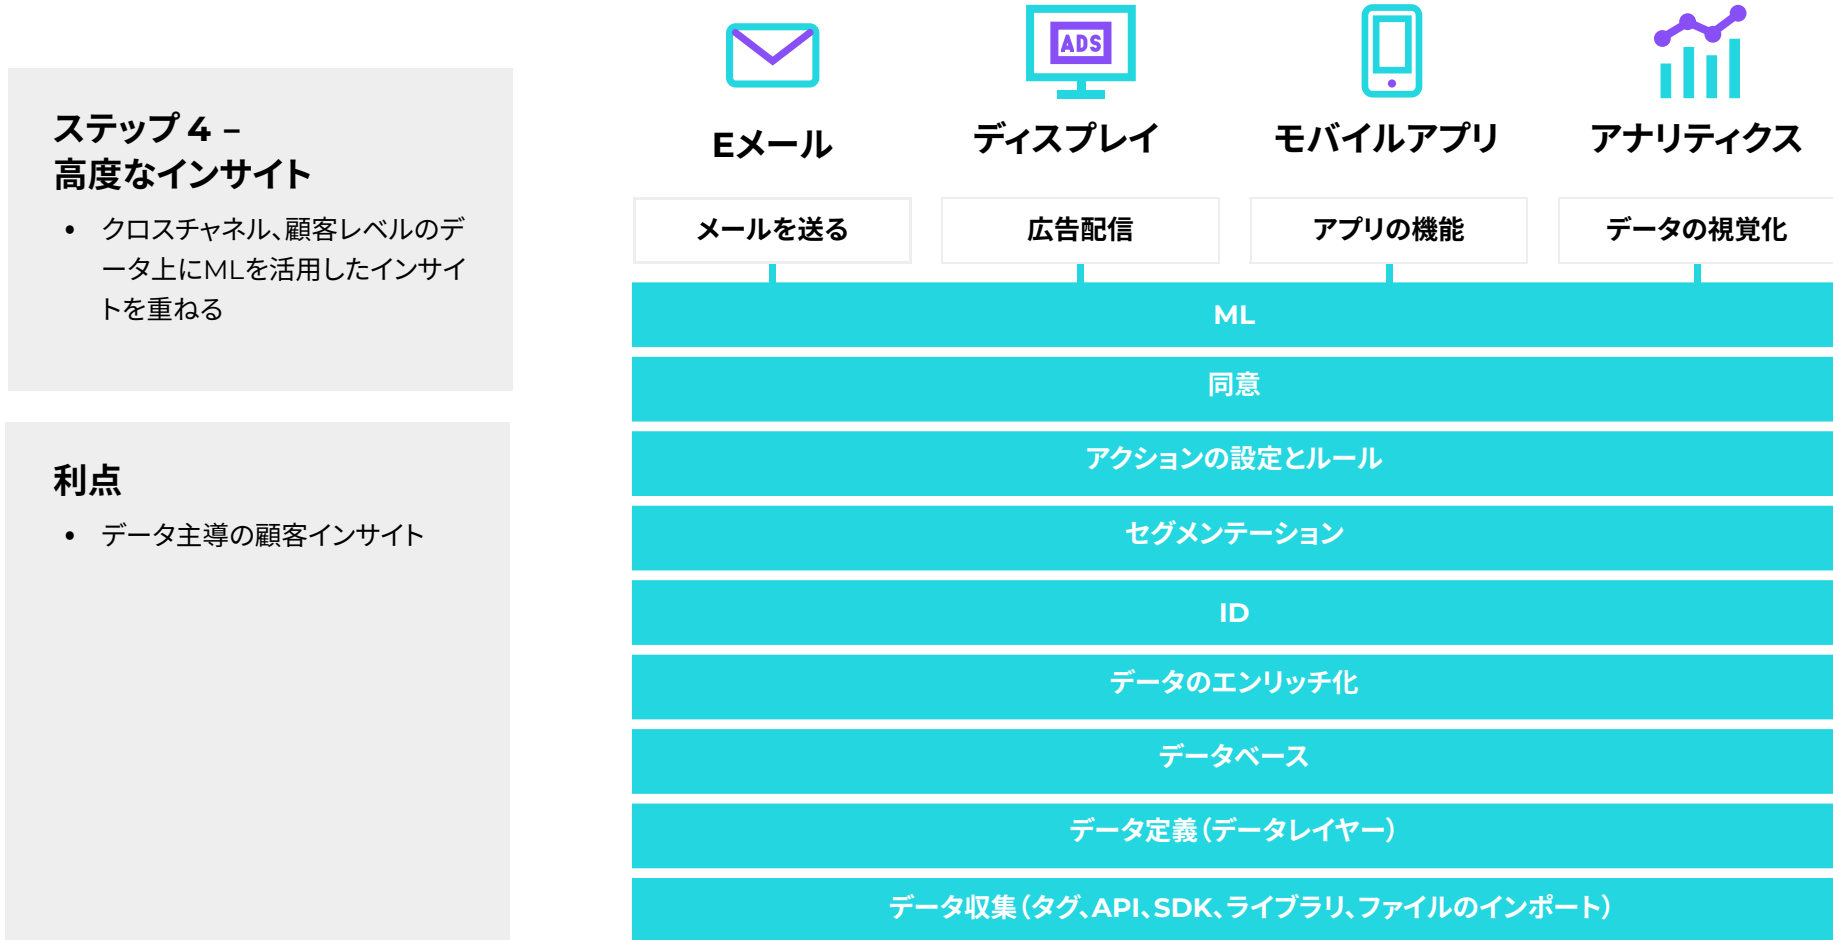 ステップ 4 –
高度なインサイト
• クロスチャネル、顧客レベルのデ
ータ上にMLを活用したインサイ
トを重ねる
利点
• データ主導の顧客インサイト
ADS
Eメール
ディスプレイ
モバイルアプリ
アナリティクス
メールを送る
広告配信
アプリの機能
データの視覚化
ML
同意
アクションの設定とルール
セグメンテーション
ID
データのエンリッチ化
データベース
データ定義（データレイヤー）
データ収集（タグ、API、SDK、ライブラリ、ファイルのインポート）